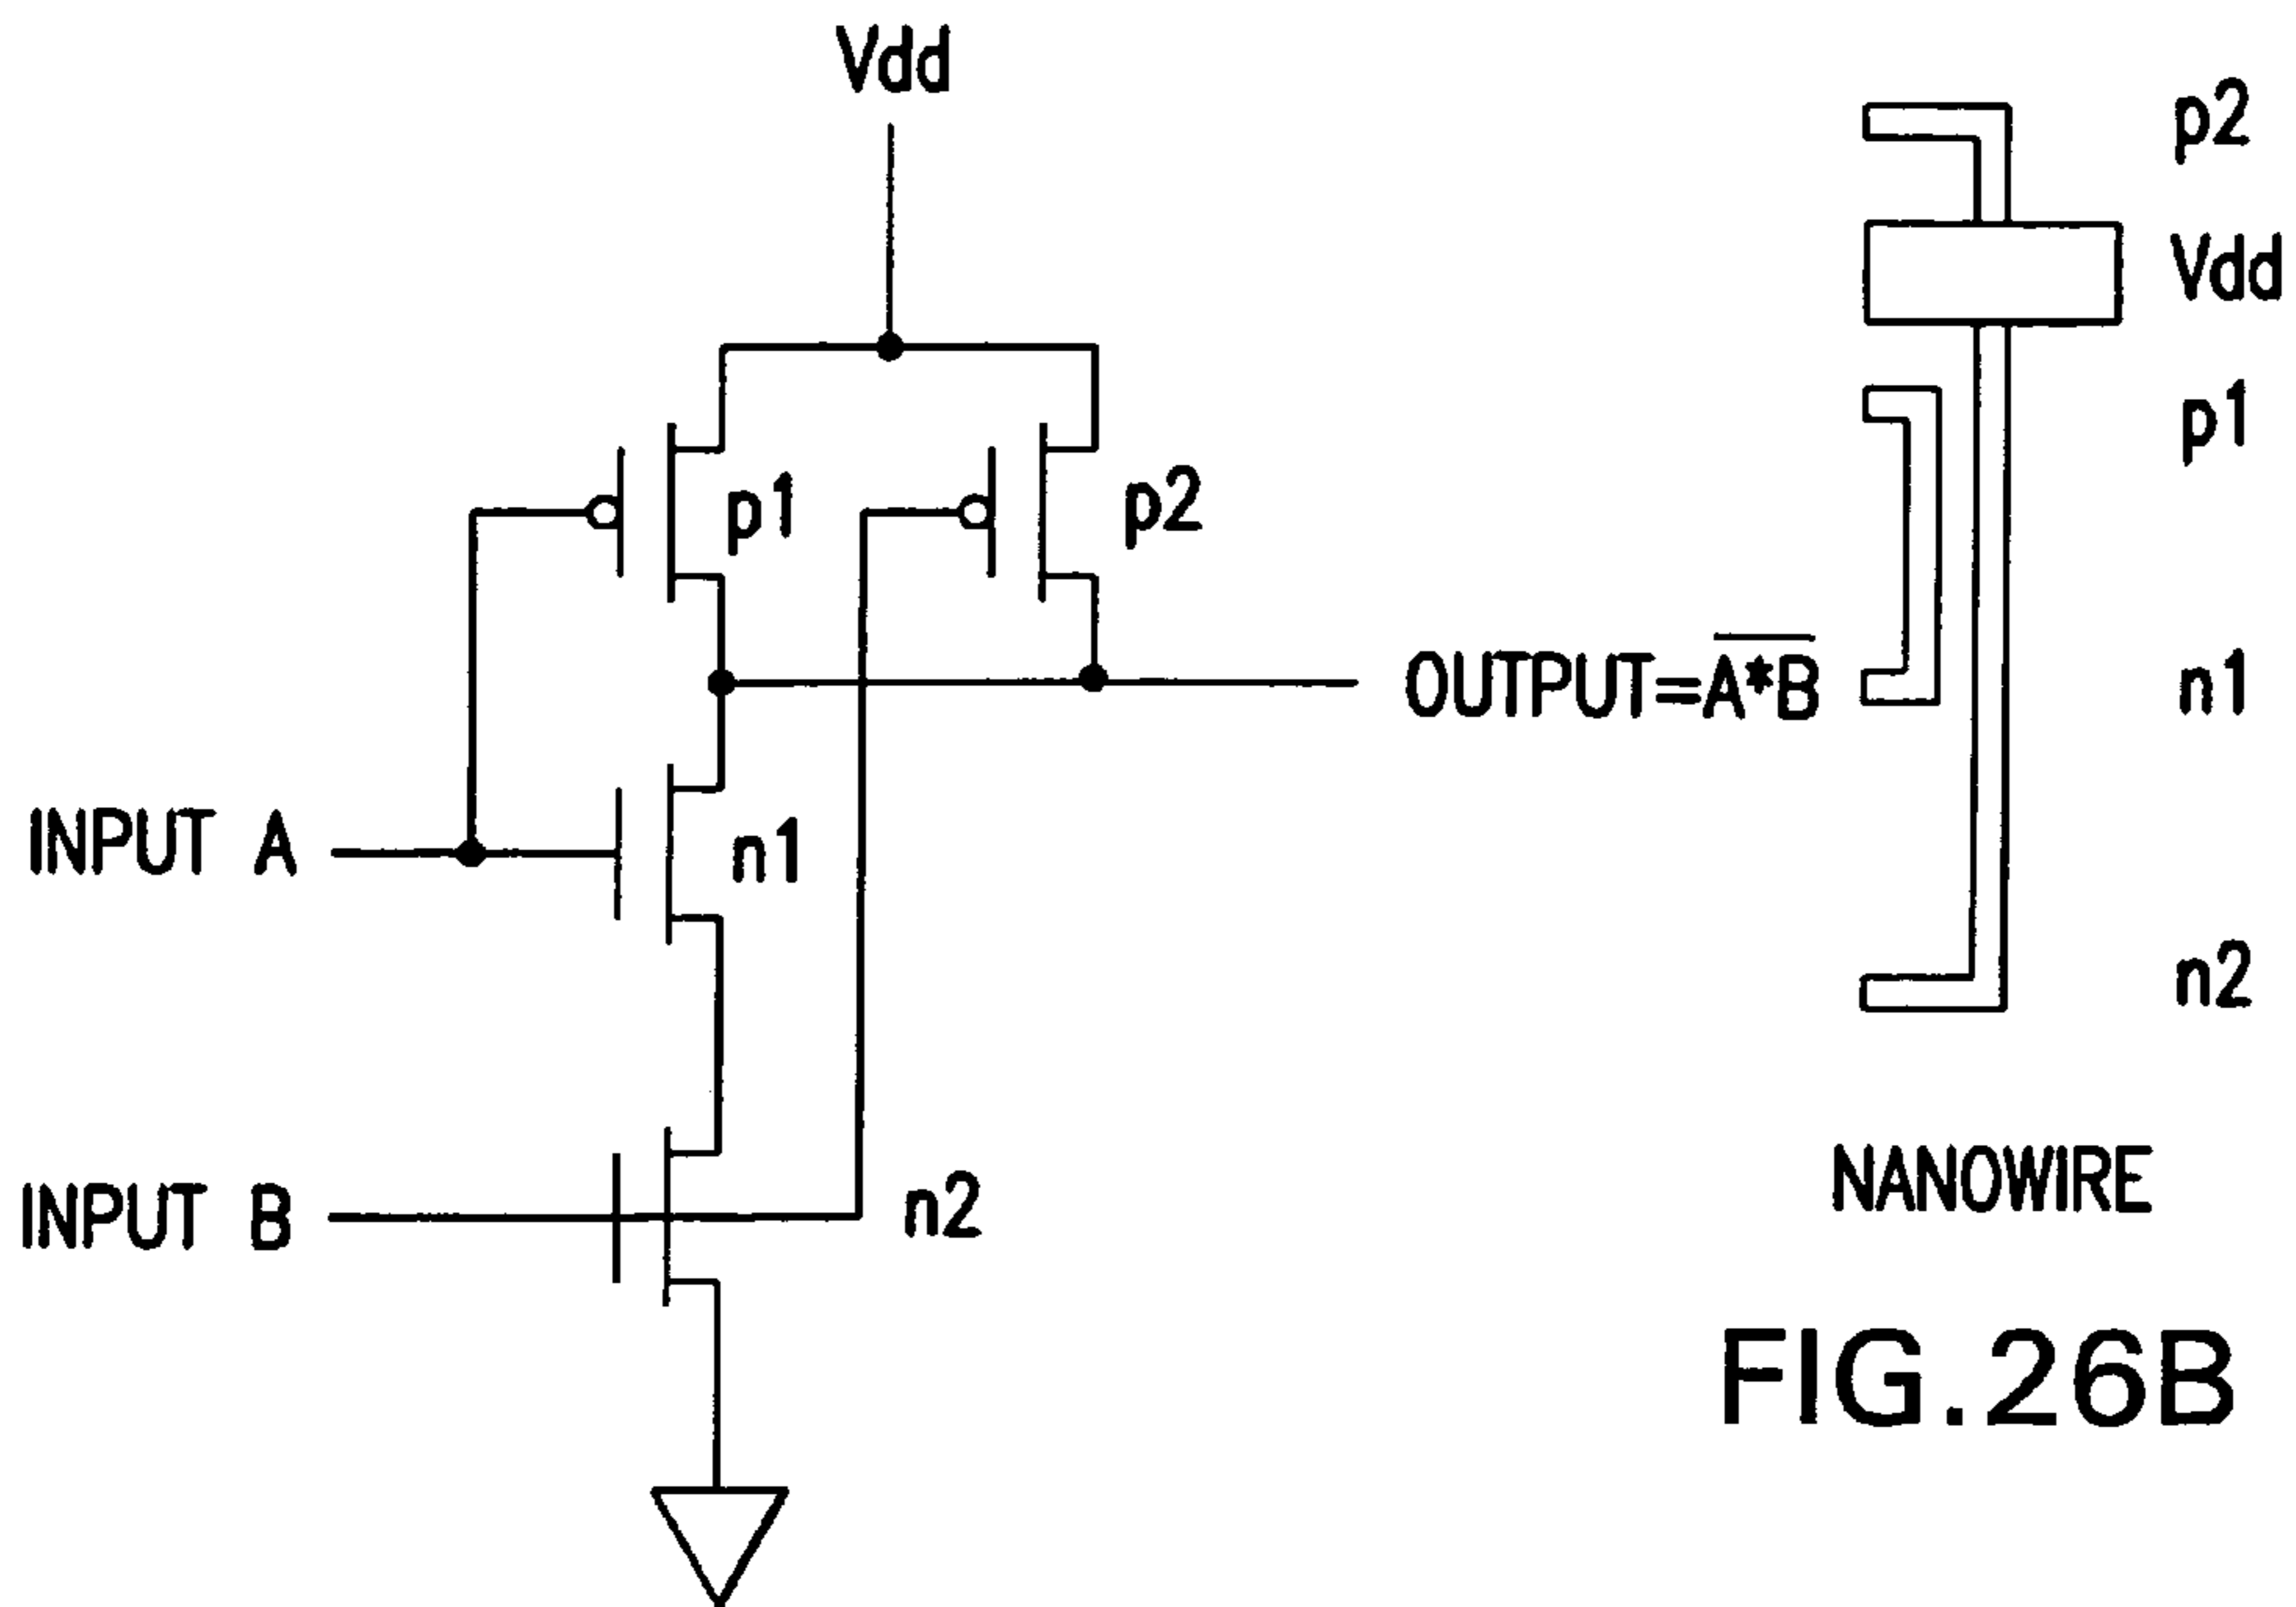 Vdd
p1
p2
OUTPUT=A*B
INPUT A
n1
INPUT B
n2
p2
Vdd
p1
n1
n2
NANOWIRE
FIG.26B